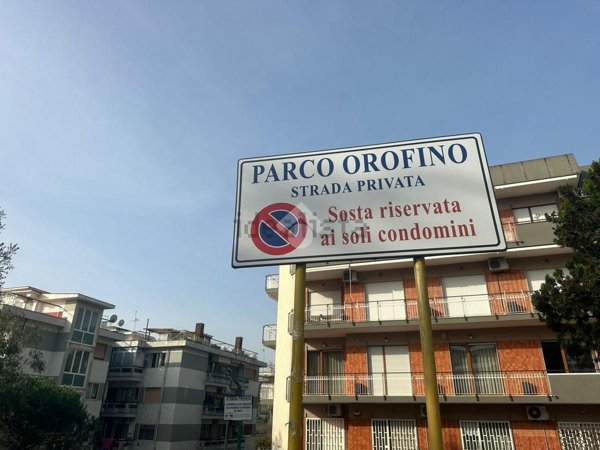 PARCO OROFINO
STRADA PRIVATA
Sosta riservata
ai soli condomini